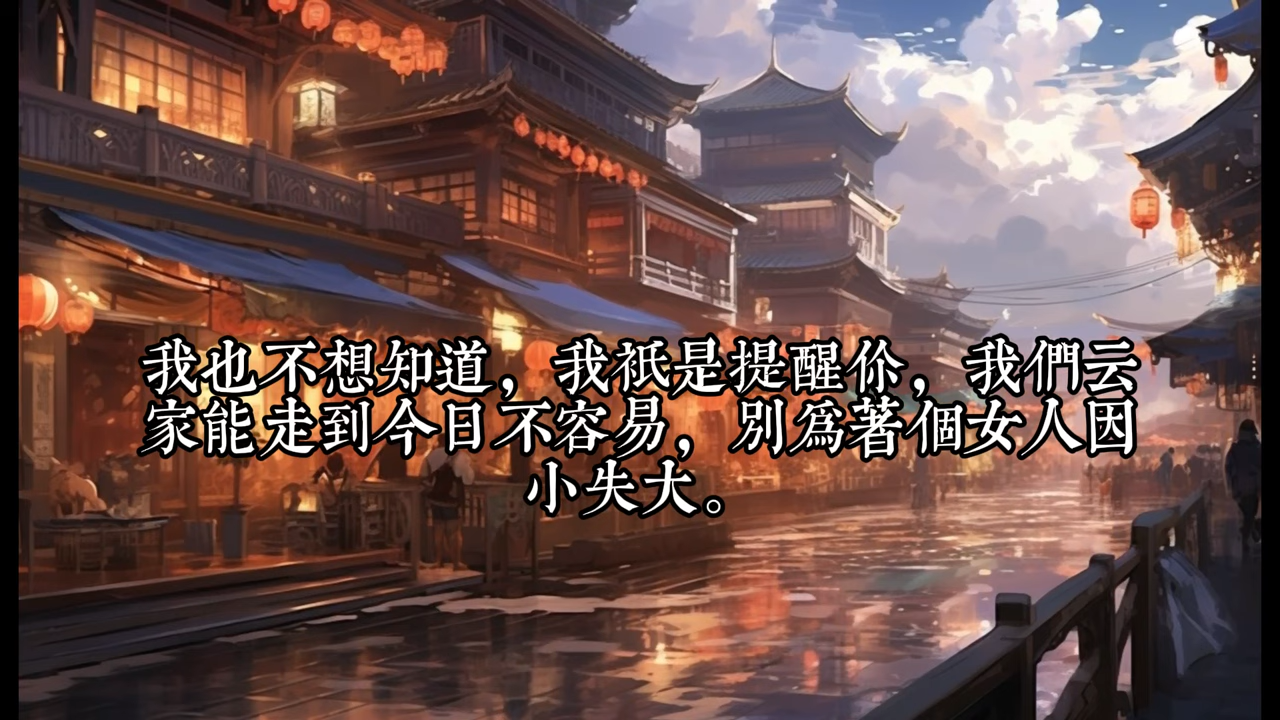 我也不想知道，我祇是提醒伱，我們云
家能走到今日不容易，別爲著個女人因
小失大。